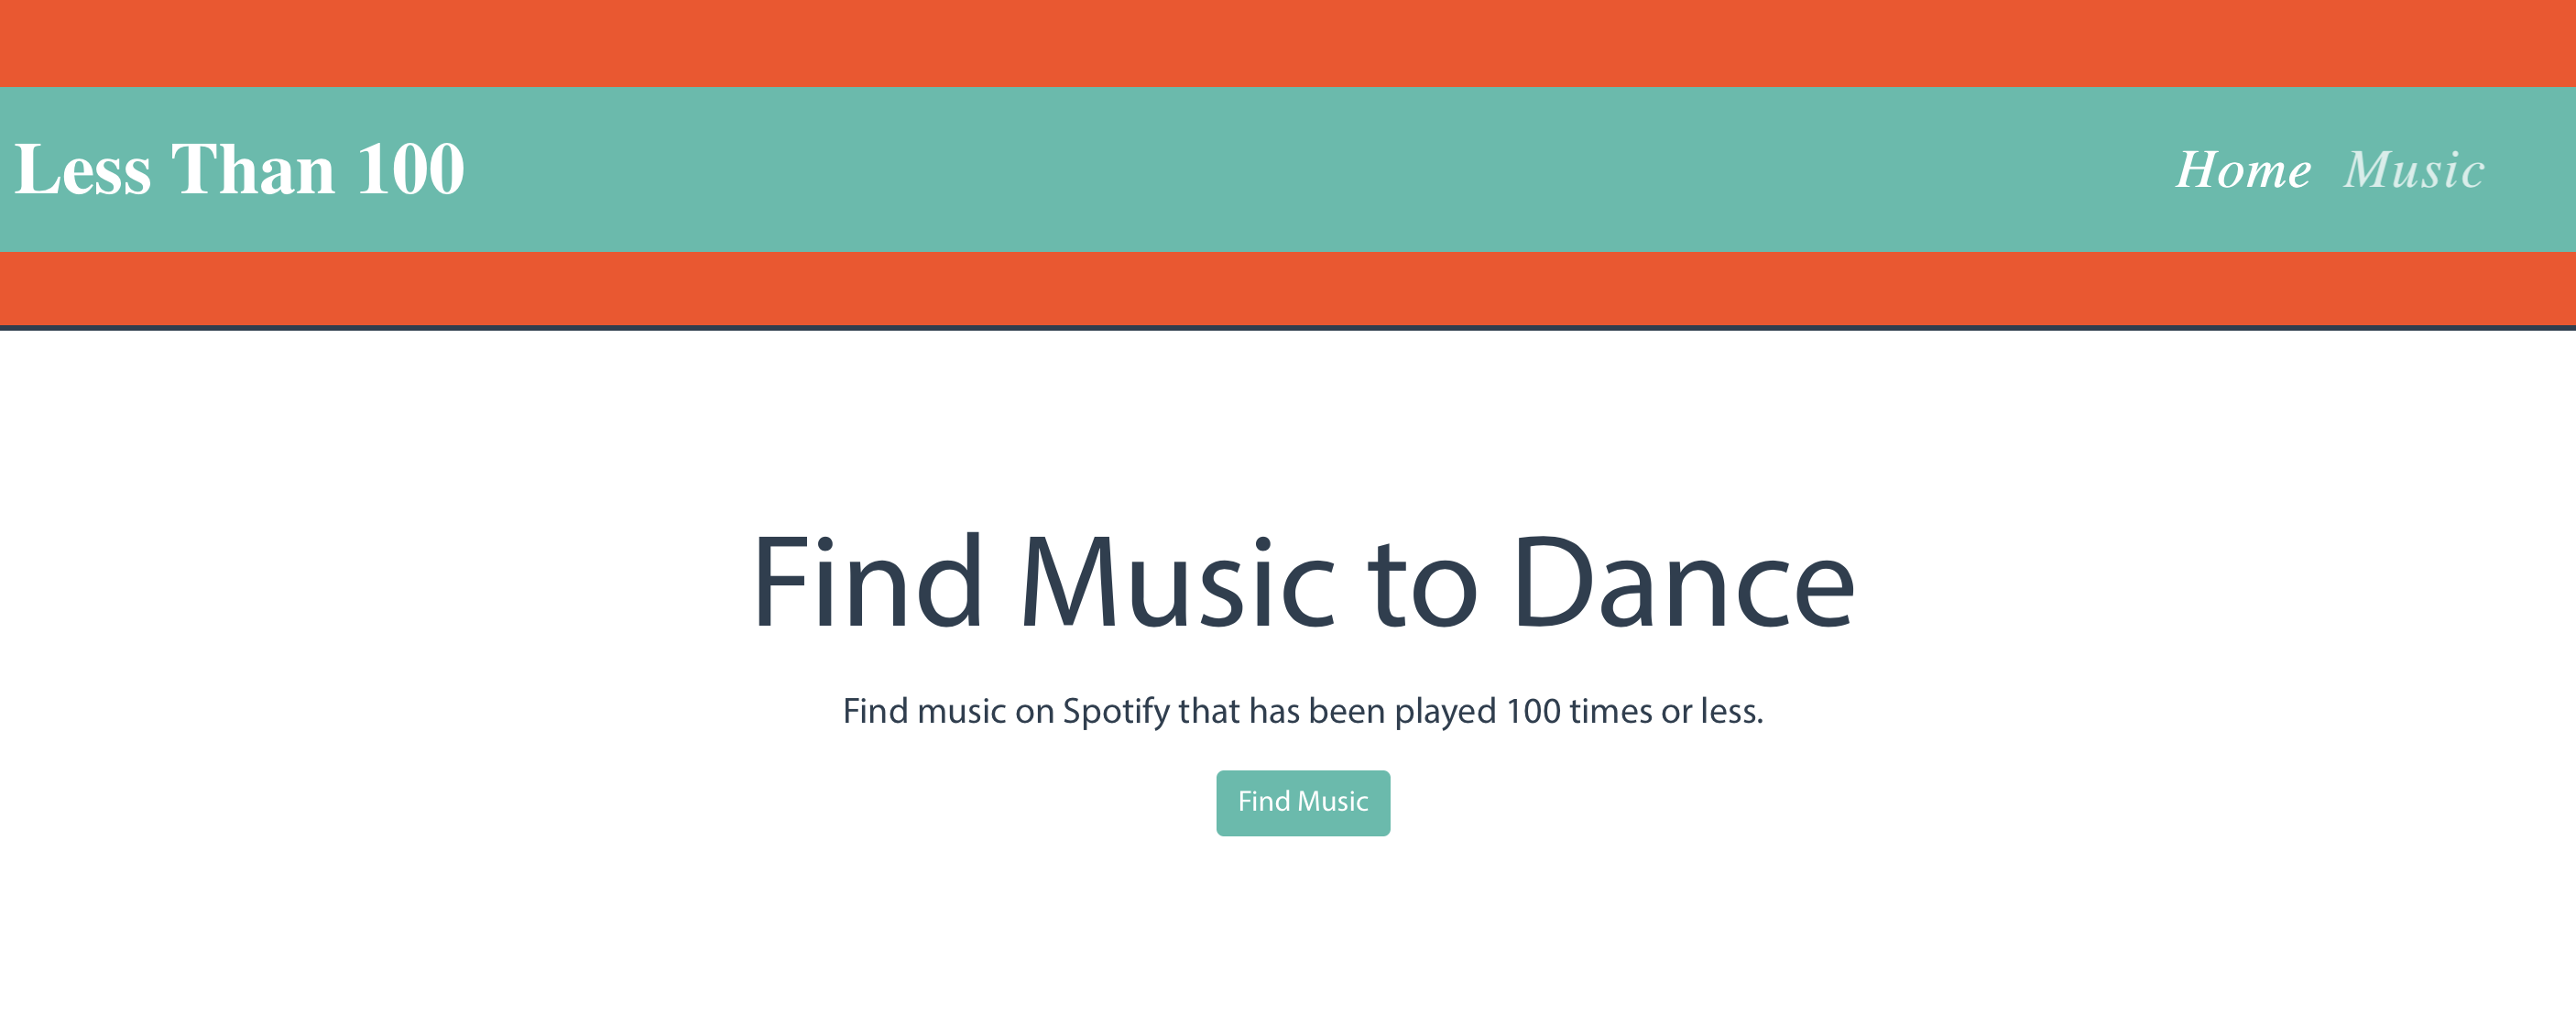 Less Than 100
Home Music
Find Music to Dance
Find music on Spotify that has been played 100 times or less.
Find Music